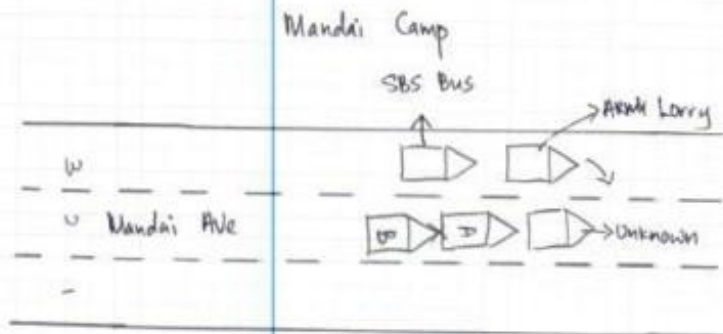 Mandai Camp
SBS Bus
Army Lorry
Mandai Ave
Unknown